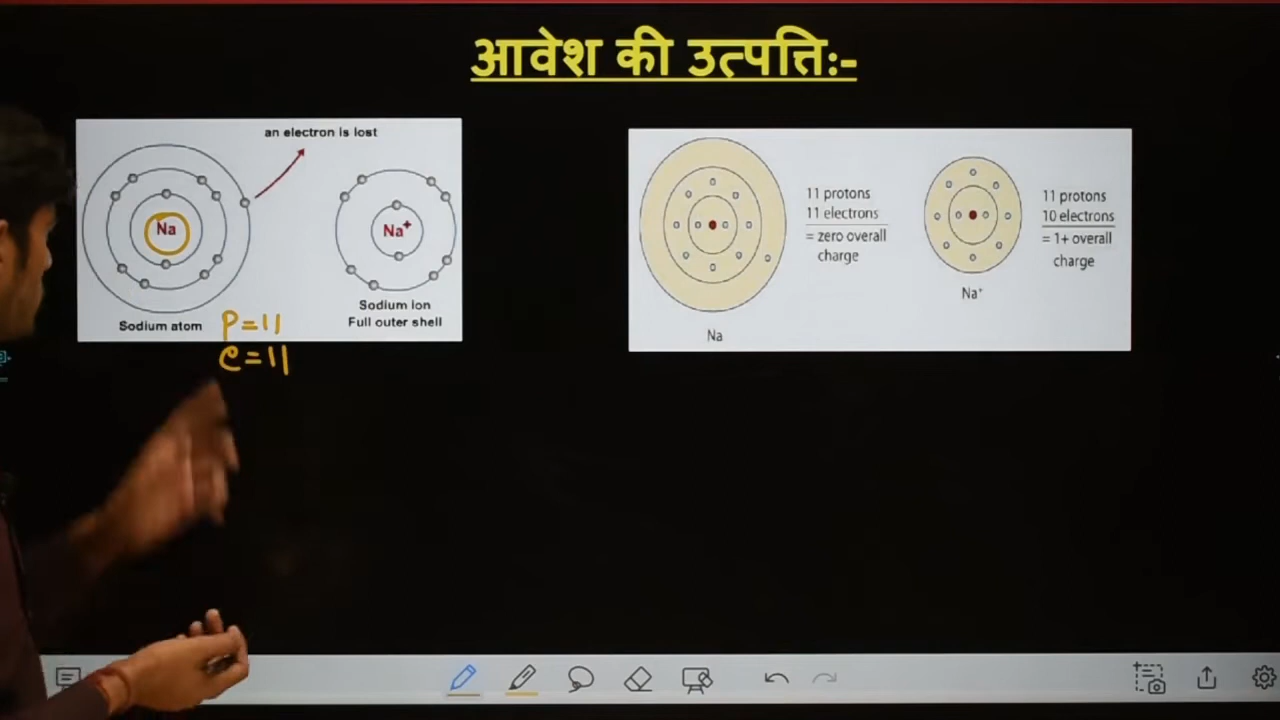 आवेश की उत्पत्तिः-
an electron is lost
Na
Na+
Sodium atom
Sodium ion
Full outer shell
P=11
e=11
11 protons
11 electrons
= zero overall
charge
Na
11 protons
10 electrons
= 1+ overall
charge
Na⁺